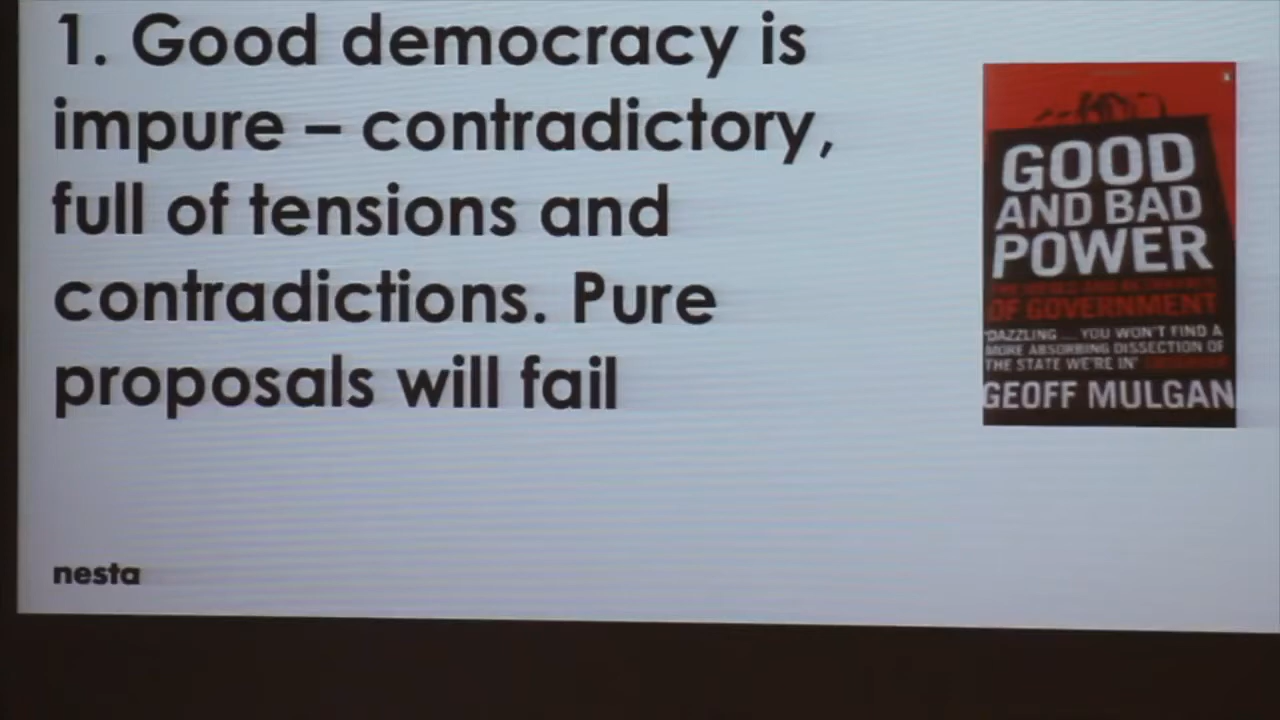 1. Good democracy is
impure – contradictory,
full of tensions and
contradictions. Pure
proposals will fail
nesta
GOOD
AND BAD
POWER
OF GOVERNMENT
'DAZZLING ... YOU WON'T FIND A
MORE ABSORBING DISSECTION OF
THE STATE WE'RE IN'
GEOFF MULGAN